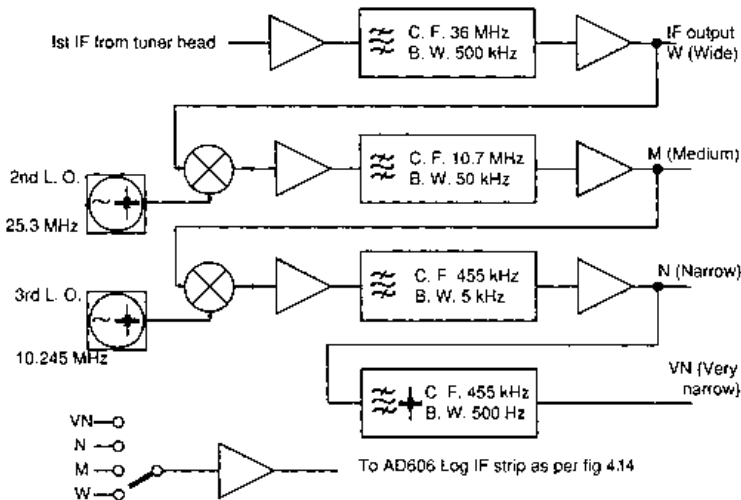 Ist IF from tuner head
C. F. 36 MHz
B. W. 500 kHz
IF output
W (Wide)
2nd L. O.
25.3 MHz
C. F. 10.7 MHz
B. W. 50 kHz
M (Medium)
3rd L. O.
10.245 MHz
C. F. 455 kHz
B. W. 5 kHz
N (Narrow)
C. F. 455 kHz
B. W. 500 Hz
VN (Very
narrow)
VN
N
M
W
To AD606 Log IF strip as per fig 4.14